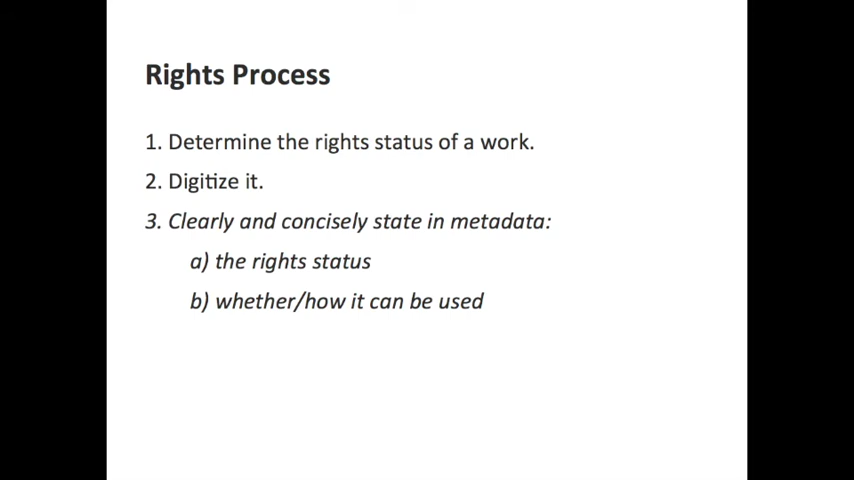 Rights Process
1. Determine the rights status of a work.
2. Digitize it.
3. Clearly and concisely state in metadata:
a) the rights status
b) whether/how it can be used